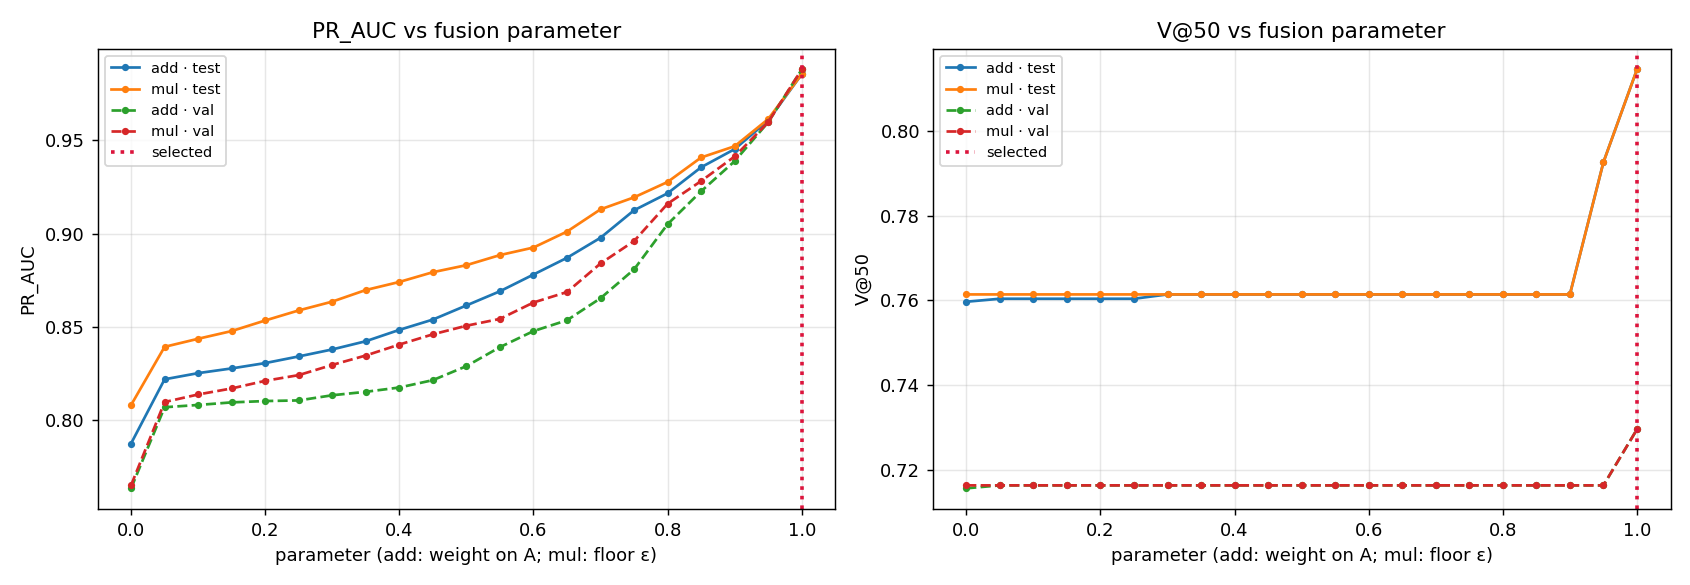 PR_AUC vs fusion parameter
add · test
mul · test
add · val
mul · val
selected
0.95
0.90
0.85
0.80
PR_AUC
0.0 0.2 0.4 0.6 0.8 1.0
parameter (add: weight on A; mul: floor ε)
V@50 vs fusion parameter
add · test
mul · test
add · val
mul · val
selected
0.80
0.78
0.76
0.74
0.72
V@50
0.0 0.2 0.4 0.6 0.8 1.0
parameter (add: weight on A; mul: floor ε)